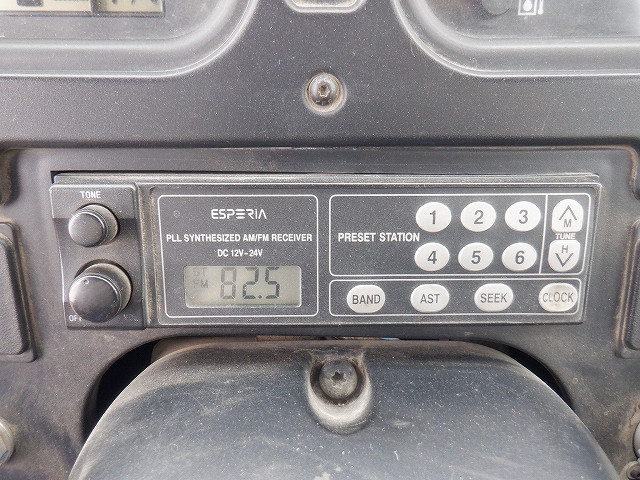 TONE
OFF
ESPERIA
PLL SYNTHESIZED AM/FM RECEIVER
DC 12V-24V
ST
FM 82.5
PRESET STATION
1 2 3
4 5 6
M
TUNE
H
BAND AST SEEK CLOCK